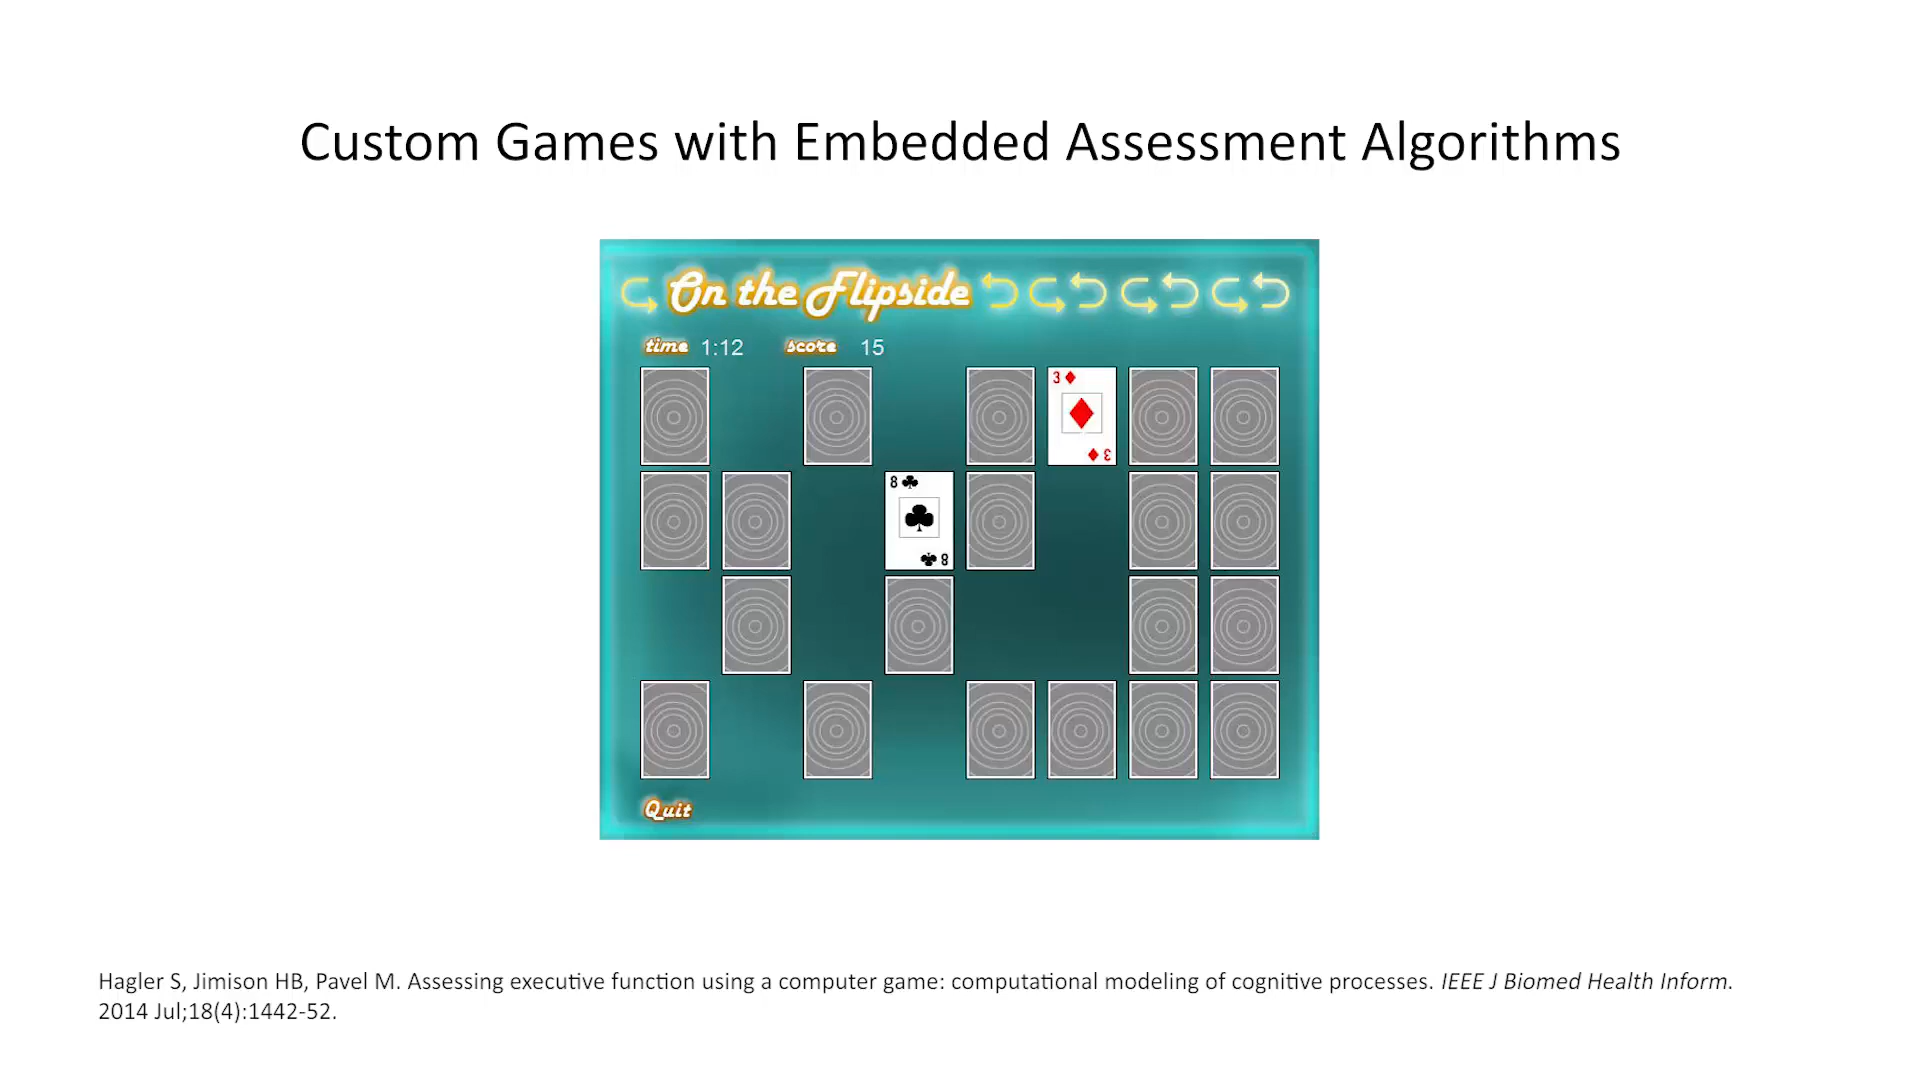 Custom Games with Embedded Assessment Algorithms
On the Flipside
time 1:12 score 15
3♦
3♦
8♣
8♣
Quit
Hagler S, Jimison HB, Pavel M. Assessing executive function using a computer game: computational modeling of cognitive processes. IEEE J Biomed Health Inform.
2014 Jul;18(4):1442-52.